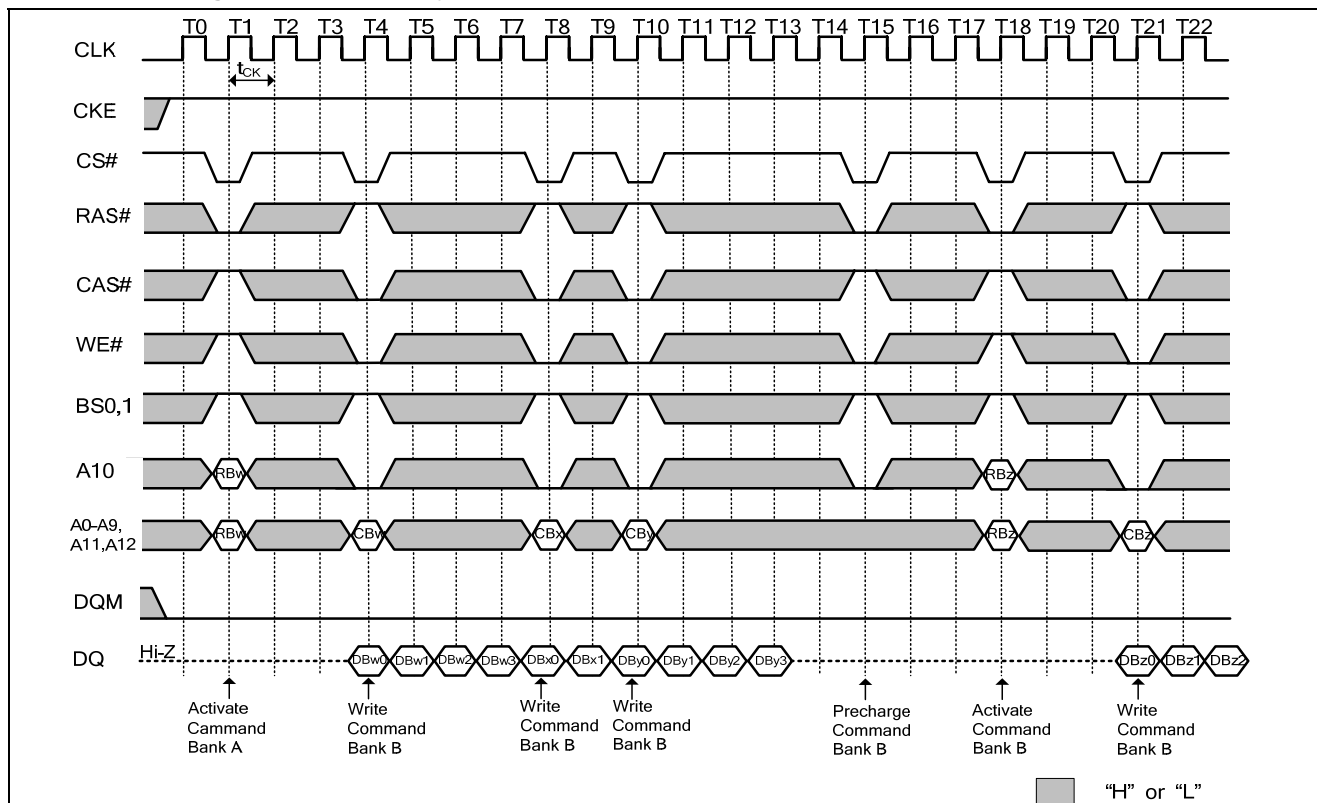 T0 T1 T2 T3 T4 T5 T6 T7 T8 T9 T10 T11 T12 T13 T14 T15 T16 T17 T18 T19 T20 T21 T22
CLK
tCK
CKE
CS#
RAS#
CAS#
WE#
BS0,1
A10 RBw RBz
A0-A9,
A11,A12
RBw CBw CBx CBy RBz CBz
DQM
DQ Hi-Z DBw0 DBw1 DBw2 DBw3 DBx0 DBx1 DBy0 DBy1 DBy2 DBy3 DBz0 DBz1 DBz2
Activate
Cammand
Bank A
Write
Command
Bank B
Write
Command
Bank B
Write
Command
Bank B
Precharge
Command
Bank B
Activate
Command
Bank B
Write
Command
Bank B
"H" or "L"